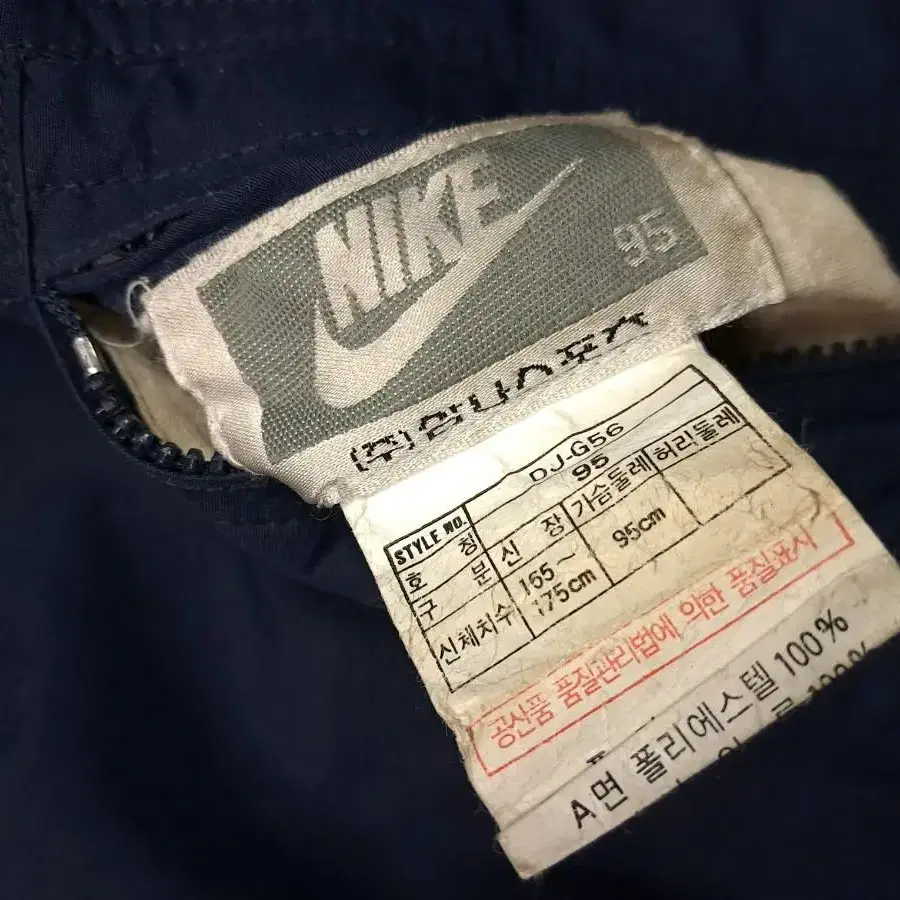 NIKE
95
(주)삼나스포츠
STYLE NO. DJ-G56
호 칭 95
구 분 신 장 가슴둘레 허리둘레
신체치수 165~175cm 95cm
공산품 품질관리법에 의한 품질표시
A면 폴리에스텔 100%